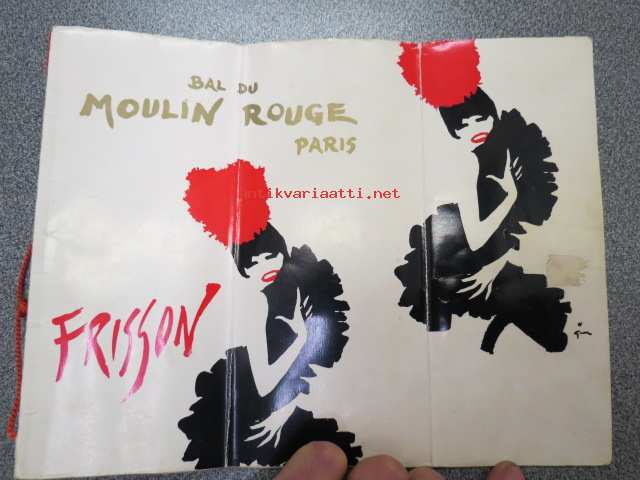 BAL DU
MOULIN ROUGE
PARIS
antikvariaatti.net
FRISSON